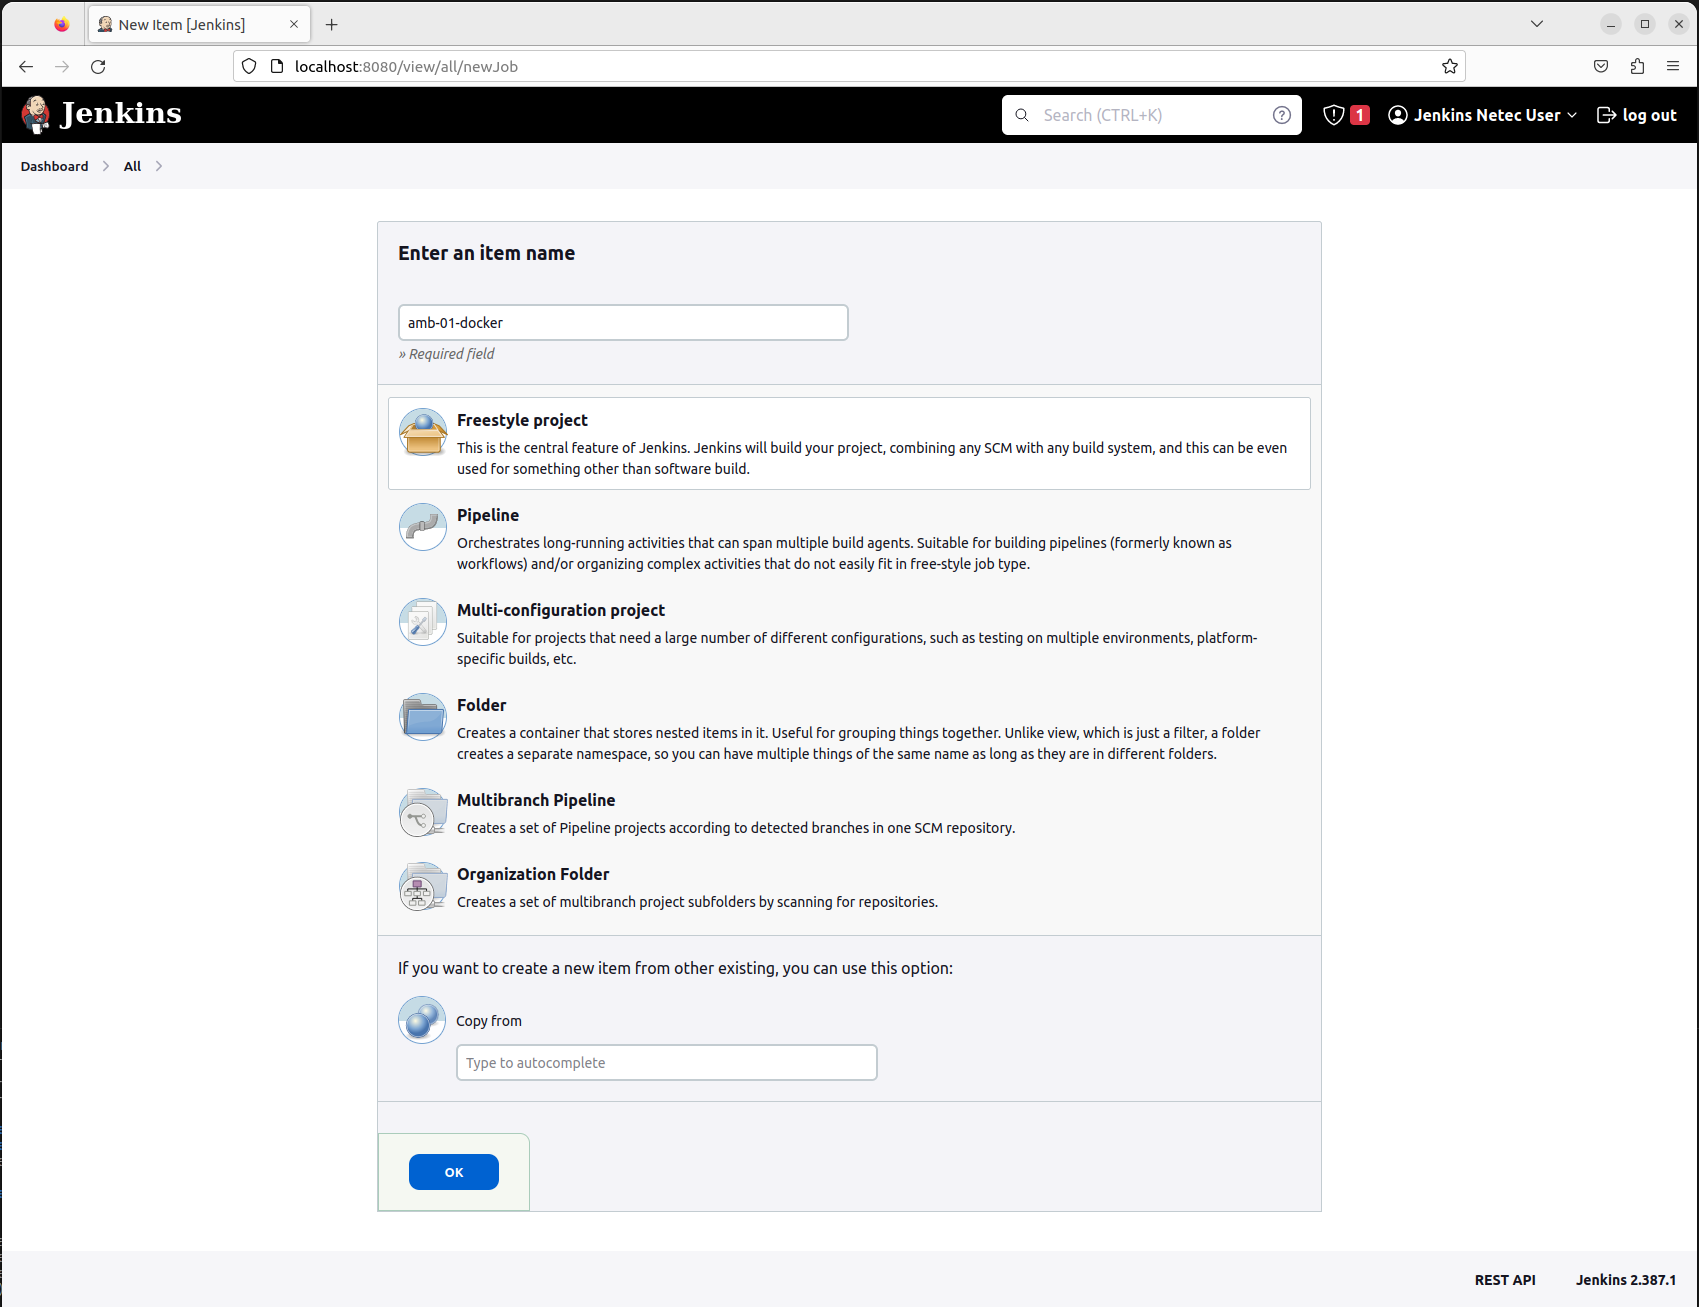 New Item [Jenkins]
localhost:8080/view/all/newJob
Jenkins
Search (CTRL+K)
1
Jenkins Netec User
log out
Dashboard
All
Enter an item name
amb-01-docker
» Required field
Freestyle project
This is the central feature of Jenkins. Jenkins will build your project, combining any SCM with any build system, and this can be even
used for something other than software build.
Pipeline
Orchestrates long-running activities that can span multiple build agents. Suitable for building pipelines (formerly known as
workflows) and/or organizing complex activities that do not easily fit in free-style job type.
Multi-configuration project
Suitable for projects that need a large number of different configurations, such as testing on multiple environments, platform-
specific builds, etc.
Folder
Creates a container that stores nested items in it. Useful for grouping things together. Unlike view, which is just a filter, a folder
creates a separate namespace, so you can have multiple things of the same name as long as they are in different folders.
Multibranch Pipeline
Creates a set of Pipeline projects according to detected branches in one SCM repository.
Organization Folder
Creates a set of multibranch project subfolders by scanning for repositories.
If you want to create a new item from other existing, you can use this option:
Copy from
Type to autocomplete
OK
REST API
Jenkins 2.387.1